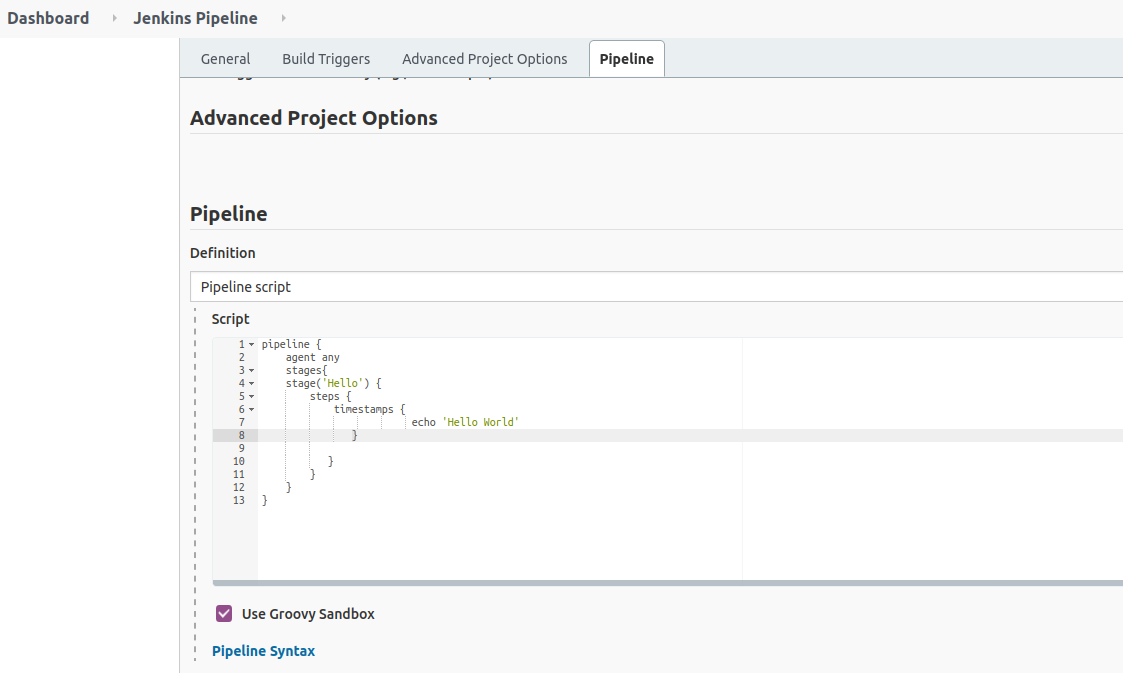 Dashboard Jenkins Pipeline
General Build Triggers Advanced Project Options Pipeline
Advanced Project Options
Pipeline
Definition
Pipeline script
Script
1 pipeline {
2     agent any
3     stages{
4     stage('Hello') {
5         steps {
6             timestamps {
7                          echo 'Hello World'
8                }
9
10            }
11         }
12     }
13 }
Use Groovy Sandbox
Pipeline Syntax